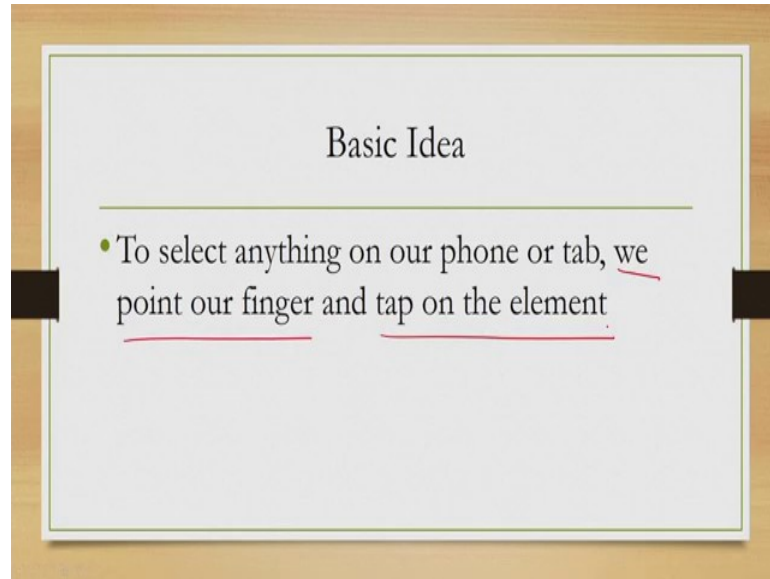 Basic Idea
• To select anything on our phone or tab, we
point our finger and tap on the element